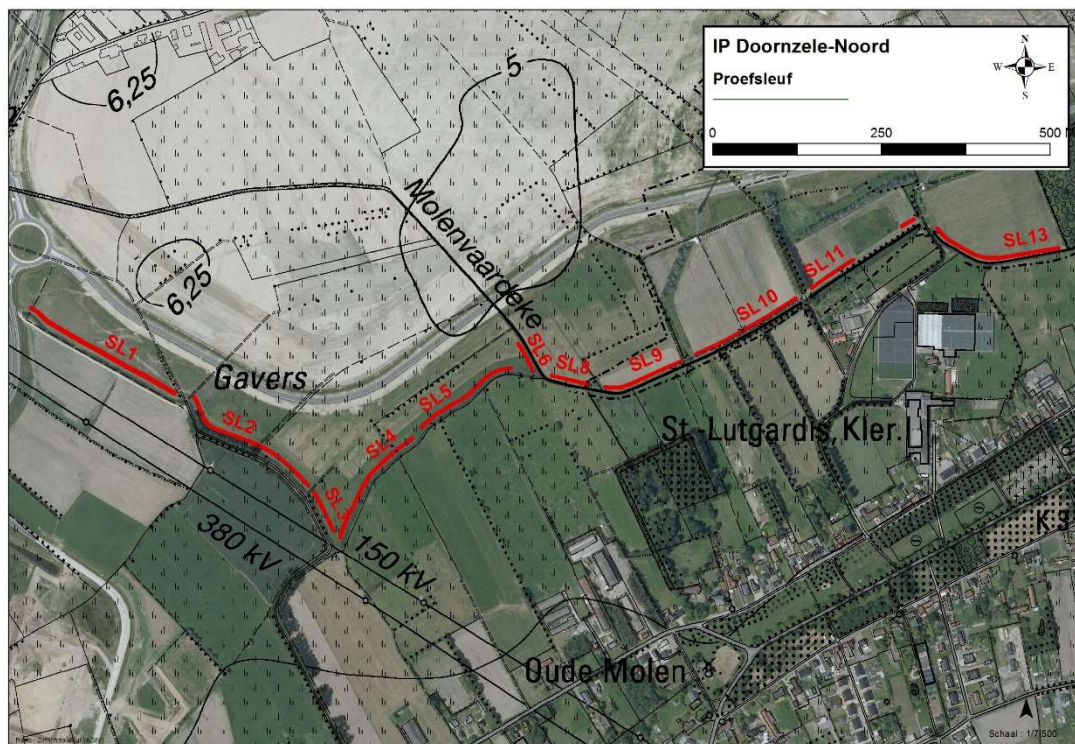 IP Doornzele-Noord
Proefsleuf
N
W
E
S
0
250
500 M
6,25
5
Molenvaardeke
6,25
SL1
Gavers
SL2
SL3
SL4
SL5
SL6
SL8
SL9
SL10
SL11
SL13
St.-Lutgardis, Kler.
380 kV
150 kV
K 3
Oude Molen
Schaal : 1/7.500